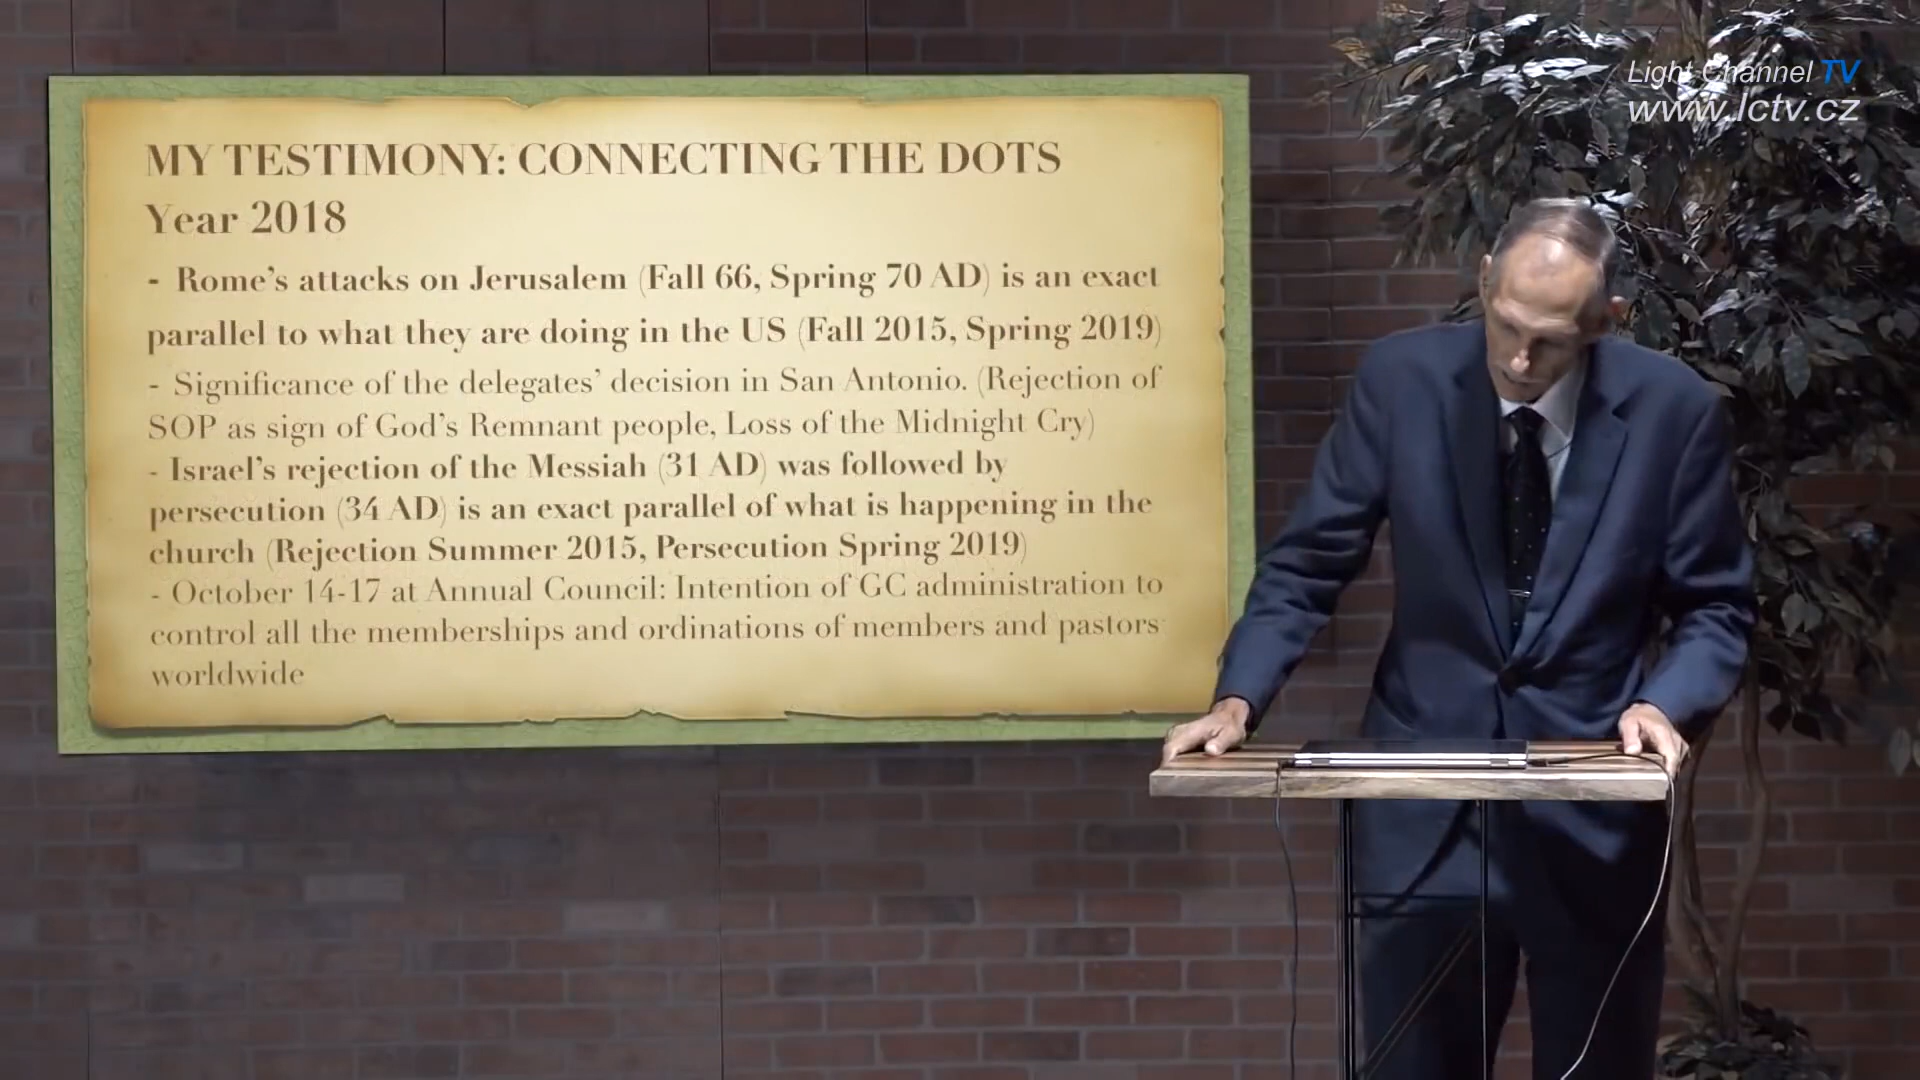 Light Channel TV
www.lctv.cz
MY TESTIMONY: CONNECTING THE DOTS
Year 2018
- Rome's attacks on Jerusalem (Fall 66, Spring 70 AD) is an exact
parallel to what they are doing in the US (Fall 2015, Spring 2019)
- Significance of the delegates' decision in San Antonio. (Rejection of
SOP as sign of God's Remnant people, Loss of the Midnight Cry)
- Israel's rejection of the Messiah (31 AD) was followed by
persecution (34 AD) is an exact parallel of what is happening in the
church (Rejection Summer 2015, Persecution Spring 2019)
- October 14-17 at Annual Council: Intention of GC administration to
control all the memberships and ordinations of members and pastors
worldwide